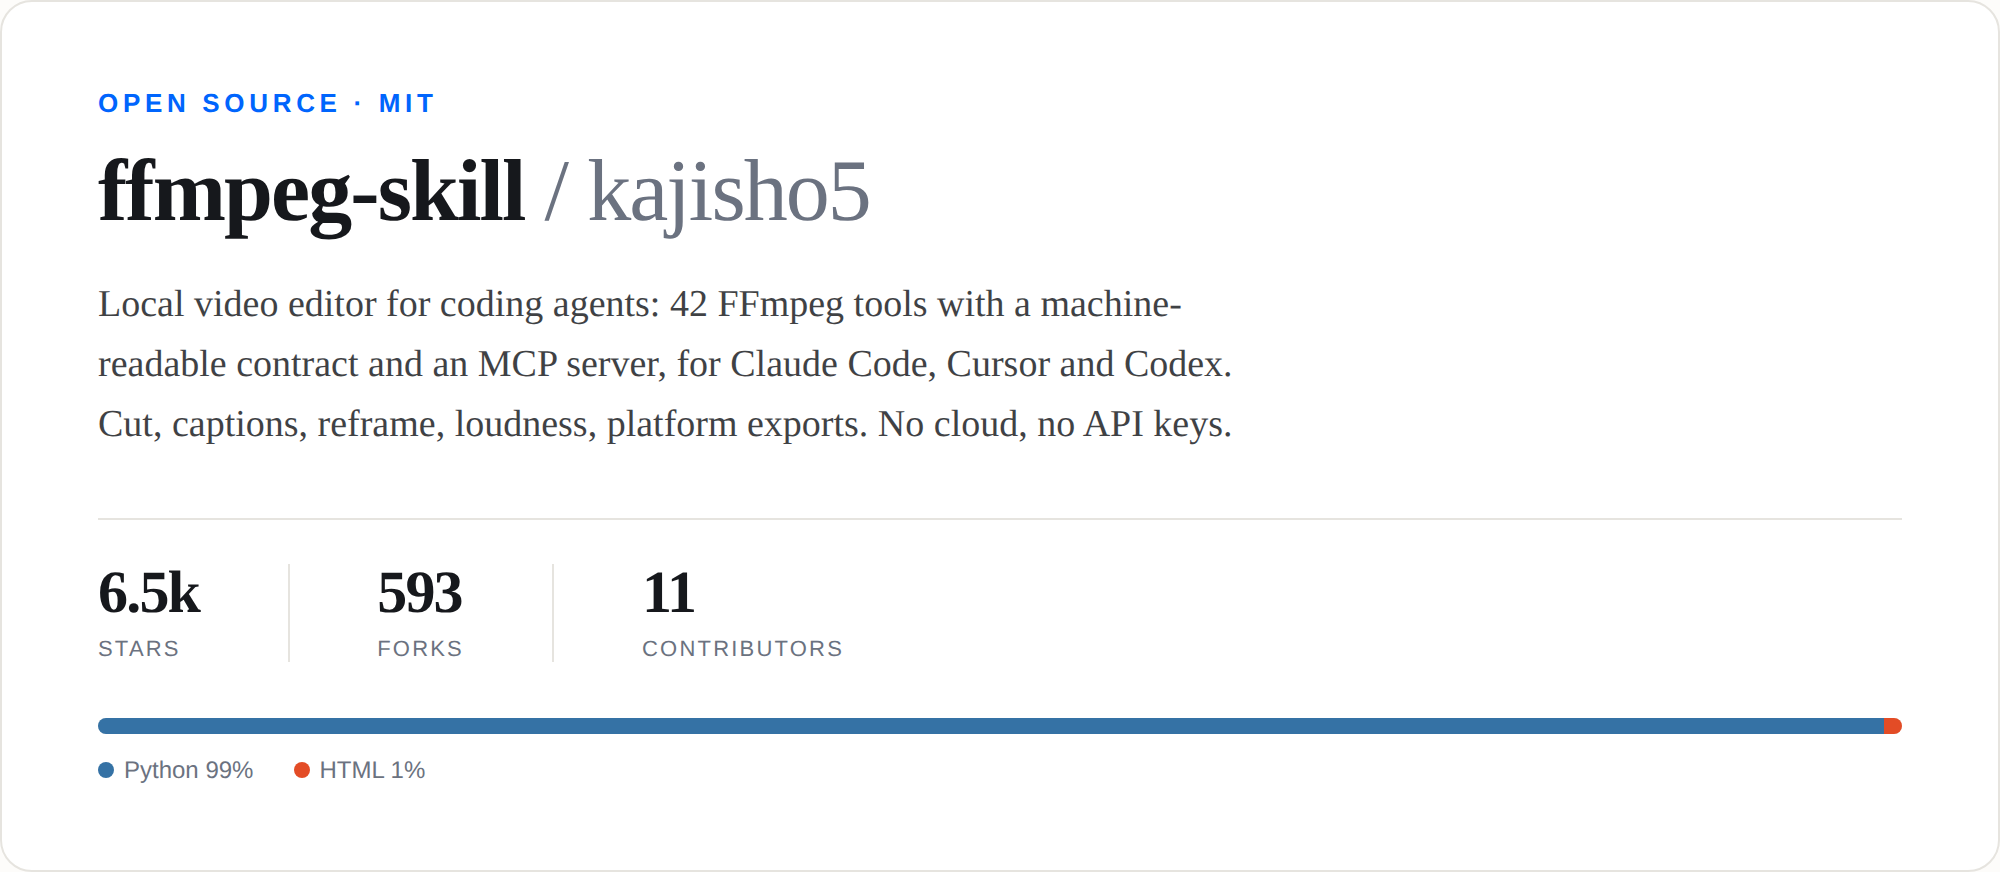 OPEN SOURCE · MIT
ffmpeg-skill / kajisho5
Local video editor for coding agents: 42 FFmpeg tools with a machine-
readable contract and an MCP server, for Claude Code, Cursor and Codex.
Cut, captions, reframe, loudness, platform exports. No cloud, no API keys.
6.5k 593 11
STARS FORKS CONTRIBUTORS
Python 99% HTML 1%